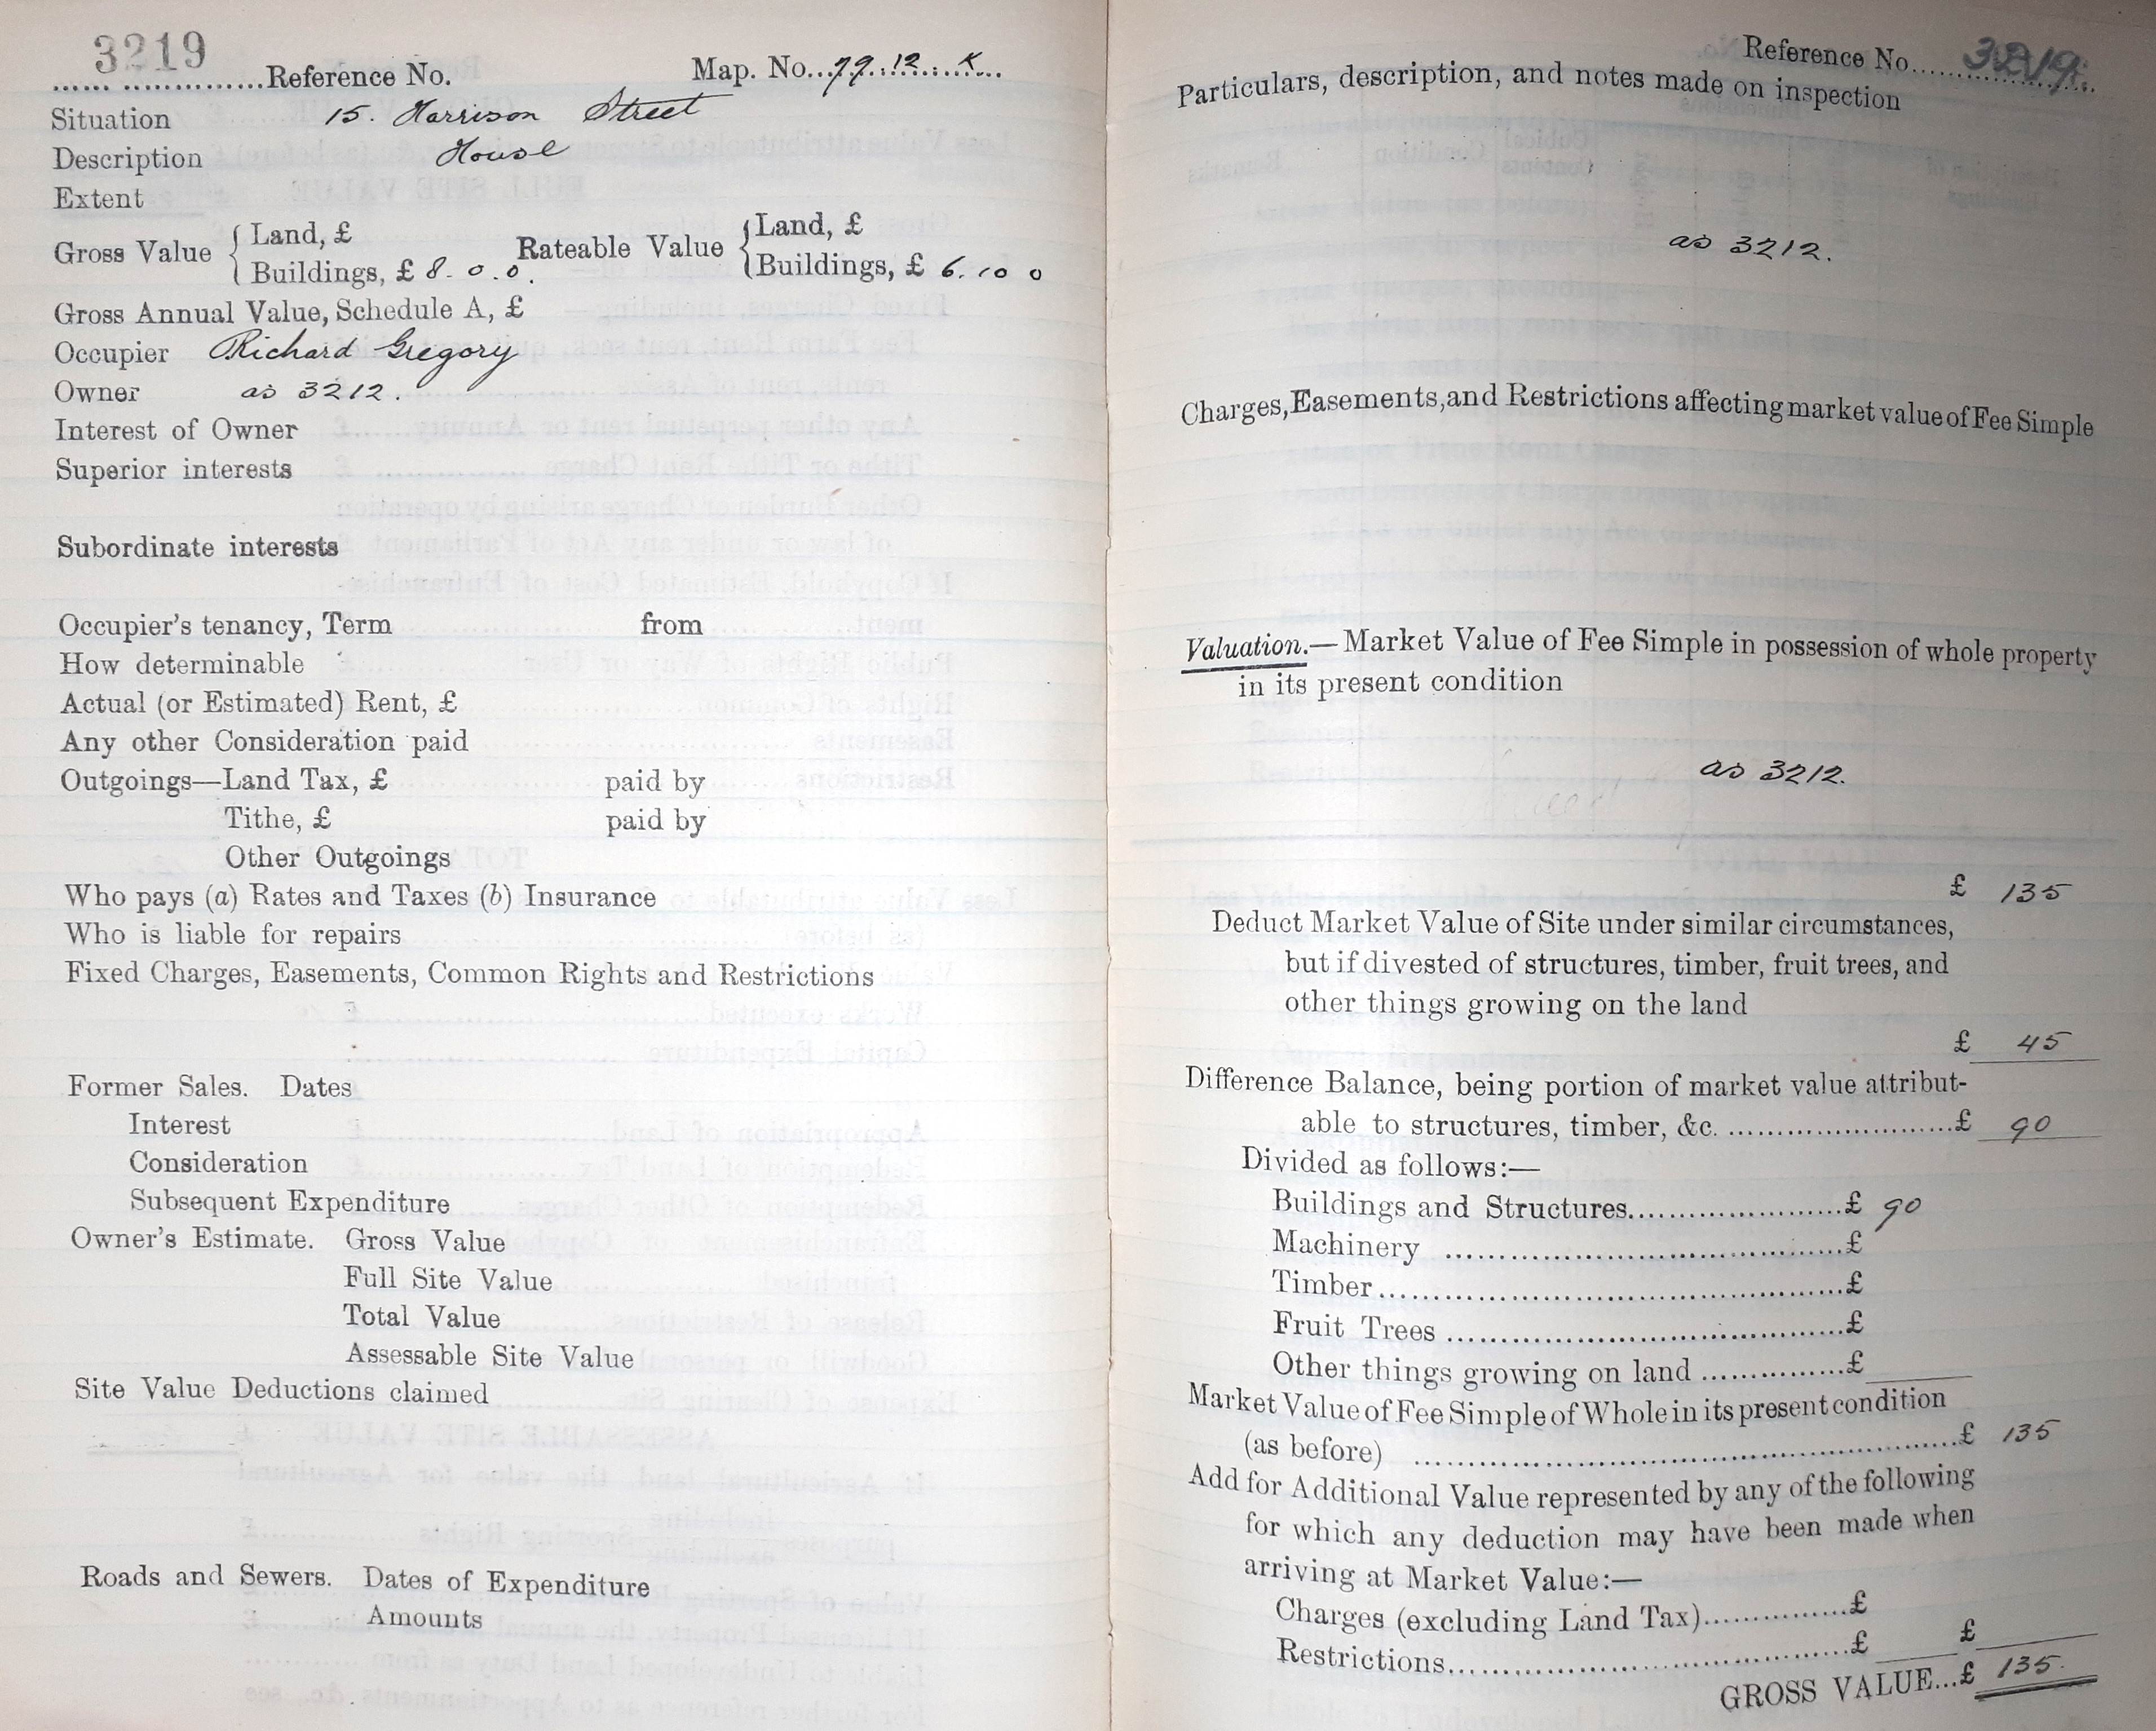 3219
.................Reference No. Map. No. 79.12. K
Situation 15. Harrison Street
Description House
Extent
Gross Value { Land, £ Rateable Value { Land, £
Buildings, £ 8. 0. 0. Buildings, £ 6. 10 0
Gross Annual Value, Schedule A, £
Occupier Richard Gregory
Owner as 3212.
Interest of Owner
Superior interests
Subordinate interests
Occupier's tenancy, Term from
How determinable
Actual (or Estimated) Rent, £
Any other Consideration paid
Outgoings—Land Tax, £ paid by
Tithe, £ paid by
Other Outgoings
Who pays (a) Rates and Taxes (b) Insurance
Who is liable for repairs
Fixed Charges, Easements, Common Rights and Restrictions
Former Sales. Dates
Interest
Consideration
Subsequent Expenditure
Owner's Estimate. Gross Value
Full Site Value
Total Value
Assessable Site Value
Site Value Deductions claimed
Roads and Sewers. Dates of Expenditure
Amounts
Reference No. 3219.
Particulars, description, and notes made on inspection
as 3212.
Charges, Easements, and Restrictions affecting market value of Fee Simple
Valuation.—Market Value of Fee Simple in possession of whole property
in its present condition
as 3212.
£ 135
Deduct Market Value of Site under similar circumstances,
but if divested of structures, timber, fruit trees, and
other things growing on the land
£ 45
Difference Balance, being portion of market value attribut-
able to structures, timber, &c. ........................£ 90
Divided as follows:—
Buildings and Structures........................£ 90
Machinery ........................£
Timber........................£
Fruit Trees ........................£
Other things growing on land ...............£
Market Value of Fee Simple of Whole in its present condition
(as before) ........................£ 135
Add for Additional Value represented by any of the following
for which any deduction may have been made when
arriving at Market Value:—
Charges (excluding Land Tax)...............£
Restrictions........................£ £
GROSS VALUE...£ 135.